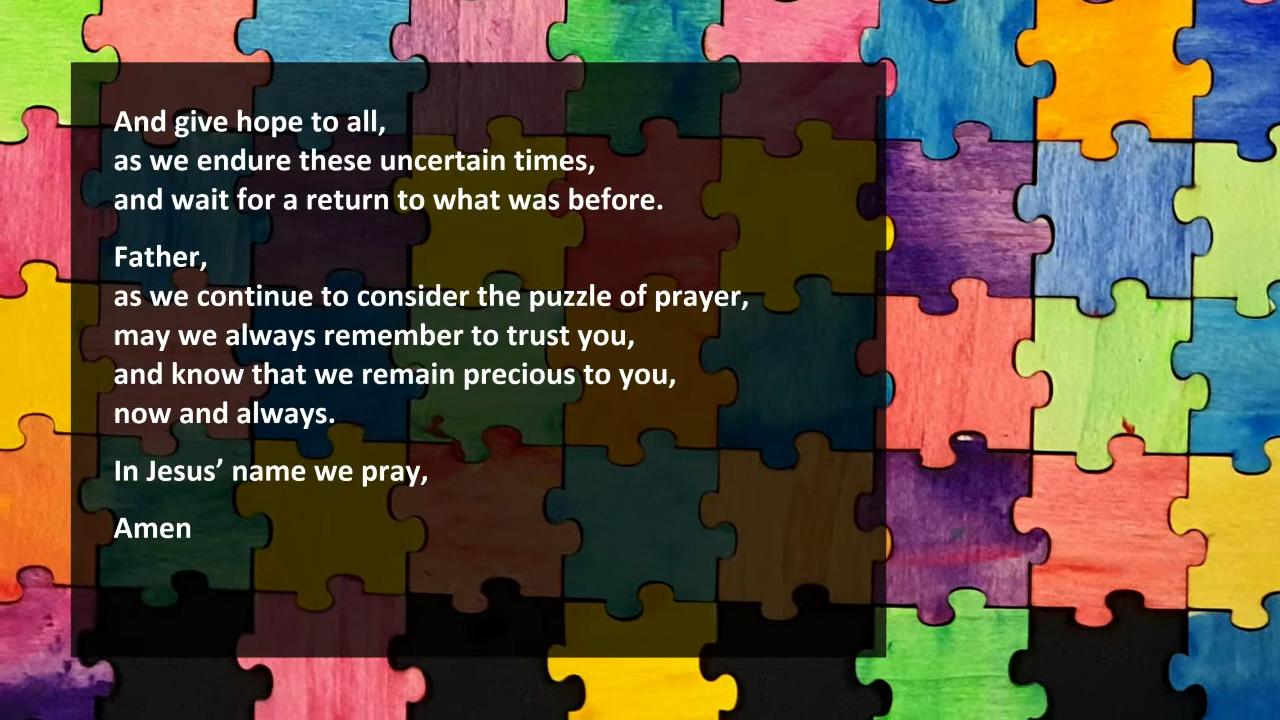 And give hope to all,
as we endure these uncertain times,
and wait for a return to what was before.
Father,
as we continue to consider the puzzle of prayer,
may we always remember to trust you,
and know that we remain precious to you,
now and always.
In Jesus’ name we pray,
Amen